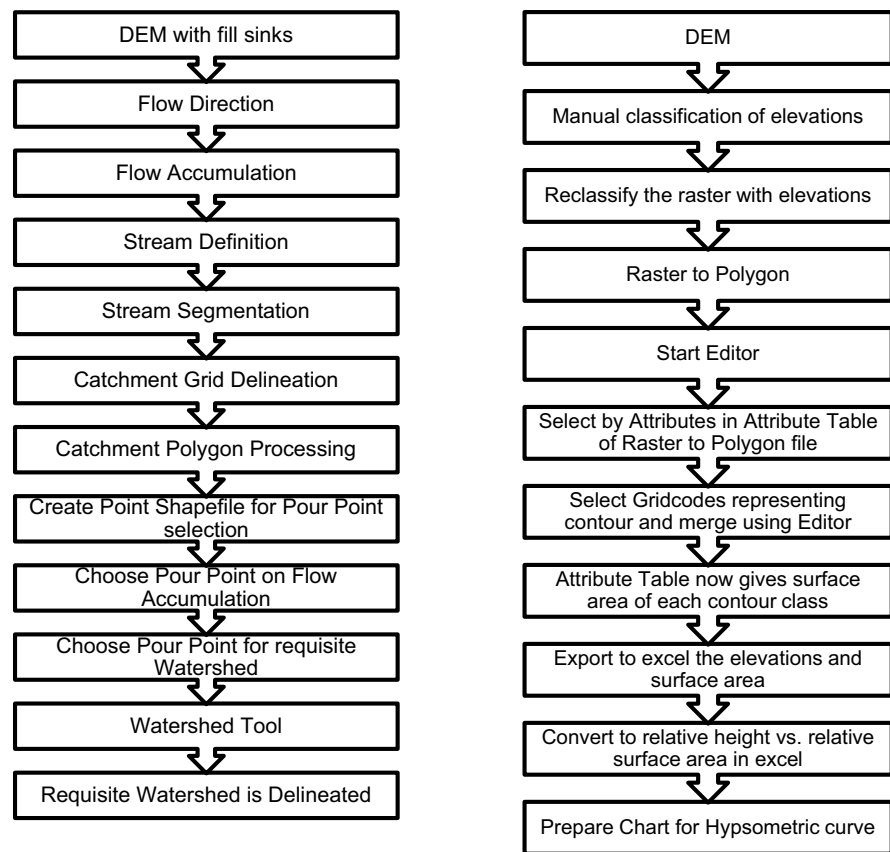 DEM with fill sinks
Flow Direction
Flow Accumulation
Stream Definition
Stream Segmentation
Catchment Grid Delineation
Catchment Polygon Processing
Create Point Shapefile for Pour Point
selection
Choose Pour Point on Flow
Accumulation
Choose Pour Point for requisite
Watershed
Watershed Tool
Requisite Watershed is Delineated
DEM
Manual classification of elevations
Reclassify the raster with elevations
Raster to Polygon
Start Editor
Select by Attributes in Attribute Table
of Raster to Polygon file
Select Gridcodes representing
contour and merge using Editor
Attribute Table now gives surface
area of each contour class
Export to excel the elevations and
surface area
Convert to relative height vs. relative
surface area in excel
Prepare Chart for Hypsometric curve